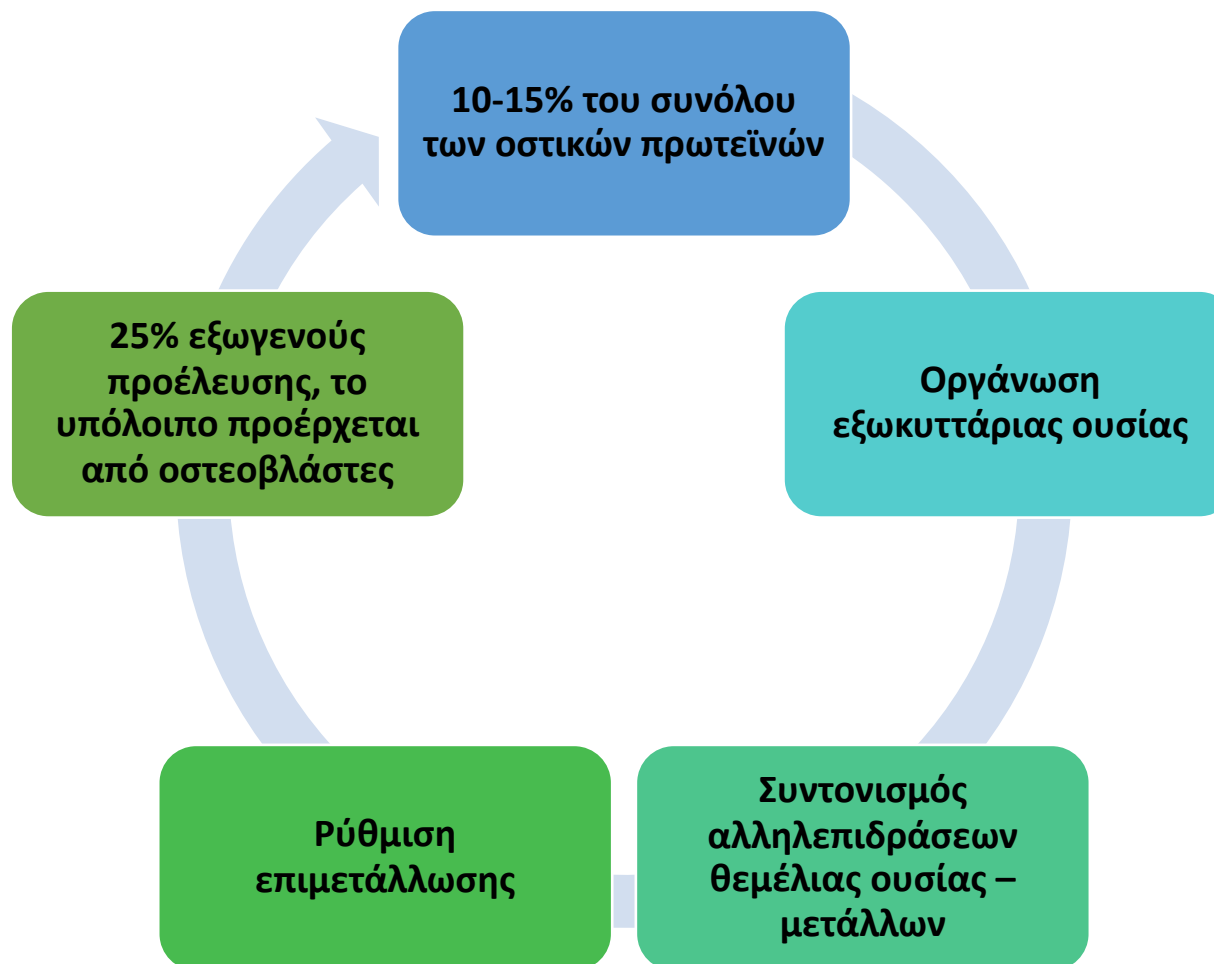 10-15% του συνόλου
των οστικών πρωτεϊνών
Οργάνωση
εξωκυττάριας ουσίας
Συντονισμός
αλληλεπιδράσεων
θεμέλιας ουσίας –
μετάλλων
Ρύθμιση
επιμετάλλωσης
25% εξωγενούς
προέλευσης, το
υπόλοιπο προέρχεται
από οστεοβλάστες